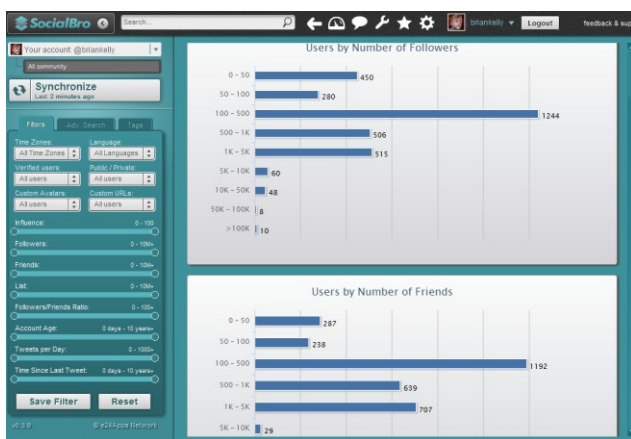 SocialBro
Search...
briankelly
Logout
feedback & sup
Your account: @briankelly
All community
Synchronize
Last: 2 minutes ago
Filters
Adv. Search
Tags
Time Zones:
Language:
All Time Zones
All Languages
Verified users:
Public / Private:
All users
All users
Custom Avatars:
Custom URLs:
All users
All users
Influence:
0 - 100
Followers:
0 - 10M+
Friends:
0 - 10M+
List:
0 - 10M+
Followers/Friends Ratio:
0 - 100+
Account Age:
0 days - 10 years+
Tweets per Day:
0 - 1000+
Time Since Last Tweet:
0 days - 10 years+
Save Filter
Reset
© e24Apps Network
Users by Number of Followers
0 - 50
450
50 - 100
280
100 - 500
1244
500 - 1K
506
1K - 5K
515
5K - 10K
60
10K - 50K
48
50K - 100K
8
>100K
10
Users by Number of Friends
0 - 50
287
50 - 100
238
100 - 500
1192
500 - 1K
639
1K - 5K
707
5K - 10K
29